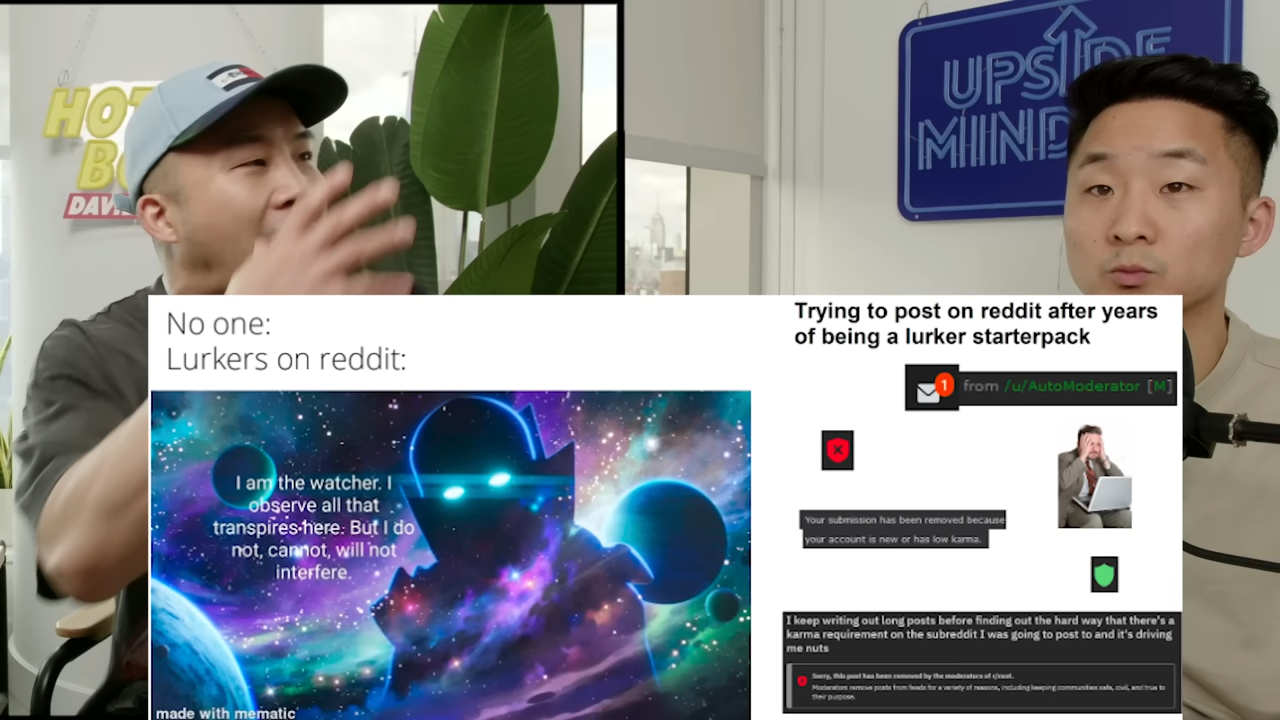 HOT
B
DAVI
UPSIDE
MIND
No one:
Lurkers on reddit:
I am the watcher. I
observe all that
transpires here. But I do
not, cannot, will not
interfere.
made with mematic
Trying to post on reddit after years
of being a lurker starterpack
1 from /u/AutoModerator [M]
Your submission has been removed because
your account is new or has low karma.
I keep writing out long posts before finding out the hard way that there's a
karma requirement on the subreddit I was going to post to and it's driving
me nuts
Sorry, this post has been removed by the moderators of r/rant.
Moderators remove posts from feeds for a variety of reasons, including keeping communities safe, civil, and true to
their purpose.